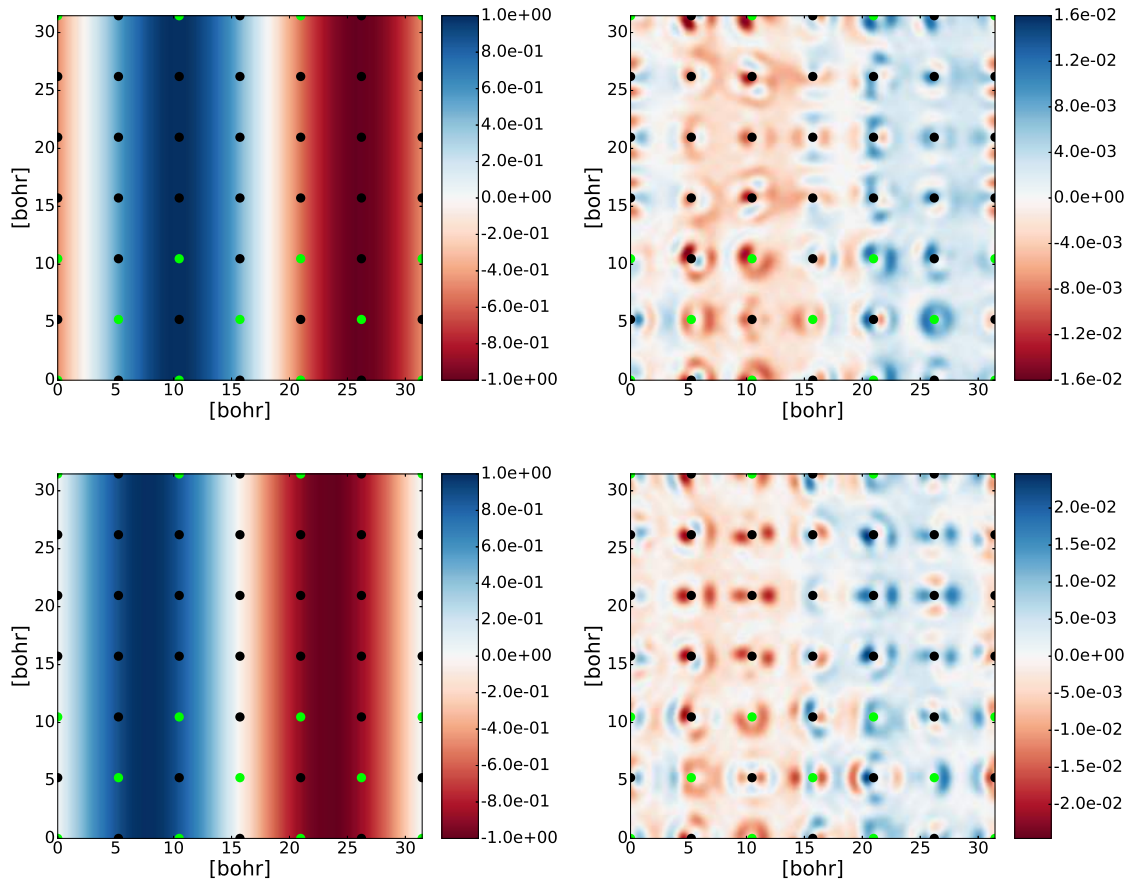 30
25
20
15
10
5
0
[bohr]
0 5 10 15 20 25 30
[bohr]
1.0e+00
8.0e-01
6.0e-01
4.0e-01
2.0e-01
0.0e+00
-2.0e-01
-4.0e-01
-6.0e-01
-8.0e-01
-1.0e+00
30
25
20
15
10
5
0
[bohr]
0 5 10 15 20 25 30
[bohr]
1.6e-02
1.2e-02
8.0e-03
4.0e-03
0.0e+00
-4.0e-03
-8.0e-03
-1.2e-02
-1.6e-02
30
25
20
15
10
5
0
[bohr]
0 5 10 15 20 25 30
[bohr]
1.0e+00
8.0e-01
6.0e-01
4.0e-01
2.0e-01
0.0e+00
-2.0e-01
-4.0e-01
-6.0e-01
-8.0e-01
-1.0e+00
30
25
20
15
10
5
0
[bohr]
0 5 10 15 20 25 30
[bohr]
2.0e-02
1.5e-02
1.0e-02
5.0e-03
0.0e+00
-5.0e-03
-1.0e-02
-1.5e-02
-2.0e-02